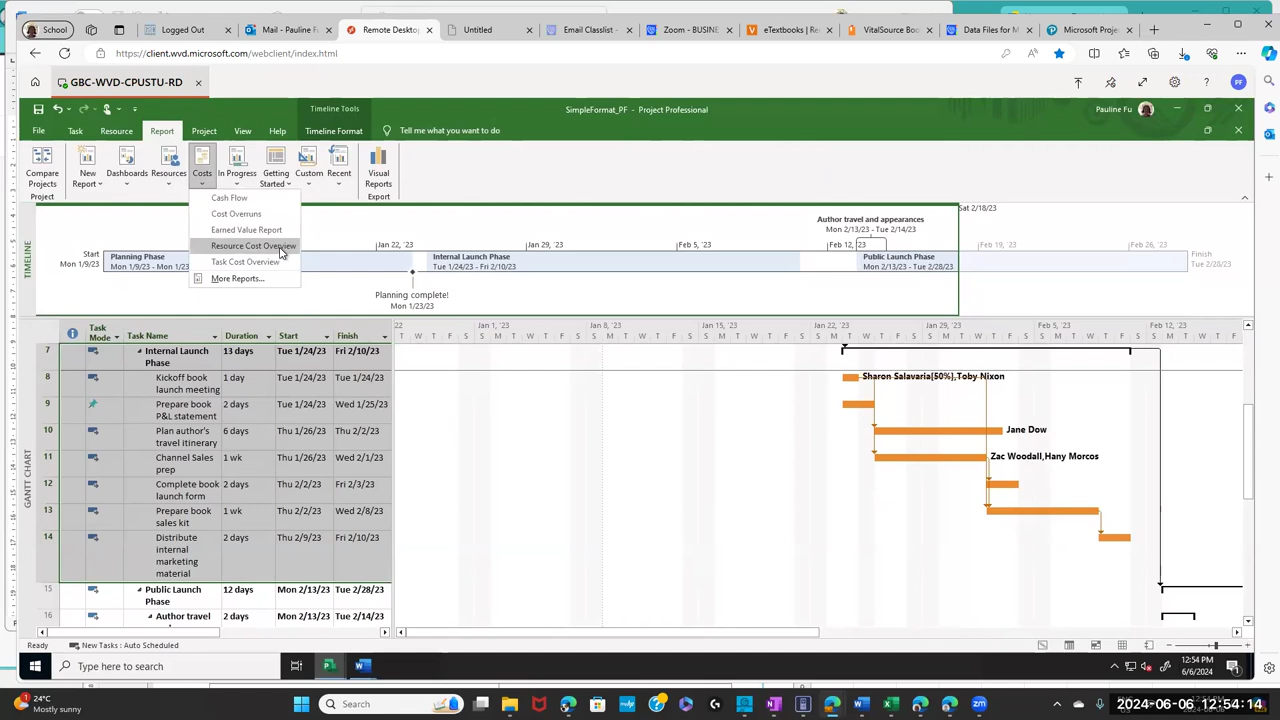 School
Logged Out
Mail - Pauline F
Remote Desktop
Untitled
Email Classlist -
Zoom - BUSINE
eTextbooks | Re
VitalSource Boo
Data Files for M
Microsoft Proje
https://client.wvd.microsoft.com/webclient/index.html
GBC-WVD-CPUSTU-RD
PF
Timeline Tools
SimpleFormat_PF - Project Professional
Pauline Fu
File
Task
Resource
Report
Project
View
Help
Timeline Format
Tell me what you want to do
Compare Projects
New Report
Dashboards
Resources
Costs
In Progress
Getting Started
Custom
Recent
Visual Reports
Project
Export
Cash Flow
Cost Overruns
Earned Value Report
Resource Cost Overview
Task Cost Overview
More Reports...
TIMELINE
Sat 2/18/23
Author travel and appearances
Mon 2/13/23 - Tue 2/14/23
Jan 22, '23
Jan 29, '23
Feb 5, '23
Feb 12, '23
Feb 19, '23
Feb 26, '23
Start
Mon 1/9/23
Planning Phase
Mon 1/9/23 - Mon 1/23
Internal Launch Phase
Tue 1/24/23 - Fri 2/10/23
Public Launch Phase
Mon 2/13/23 - Tue 2/28/23
Finish
Tue 2/28/23
Planning complete!
Mon 1/23/23
GANTT CHART
Task Mode
Task Name
Duration
Start
Finish
22
Jan 1, '23
Jan 8, '23
Jan 15, '23
Jan 22, '23
Jan 29, '23
Feb 5, '23
Feb 12, '23
7 Internal Launch Phase 13 days Tue 1/24/23 Fri 2/10/23
8 Kickoff book launch meeting 1 day Tue 1/24/23 Tue 1/24/23
9 Prepare book P&L statement 2 days Tue 1/24/23 Wed 1/25/23
10 Plan author's travel itinerary 6 days Thu 1/26/23 Thu 2/2/23
11 Channel Sales prep 1 wk Thu 1/26/23 Wed 2/1/23
12 Complete book launch form 2 days Thu 2/2/23 Fri 2/3/23
13 Prepare book sales kit 1 wk Thu 2/2/23 Wed 2/8/23
14 Distribute internal marketing material 2 days Thu 2/9/23 Fri 2/10/23
15 Public Launch Phase 12 days Mon 2/13/23 Tue 2/28/23
16 Author travel 2 days Mon 2/13/23 Tue 2/14/23
Sharon Salavaria[50%],Toby Nixon
Jane Dow
Zac Woodall,Hany Morcos
Ready
New Tasks : Auto Scheduled
Type here to search
12:54 PM
6/6/2024
24°C
Mostly sunny
Search
2024-06-06 12:54:14